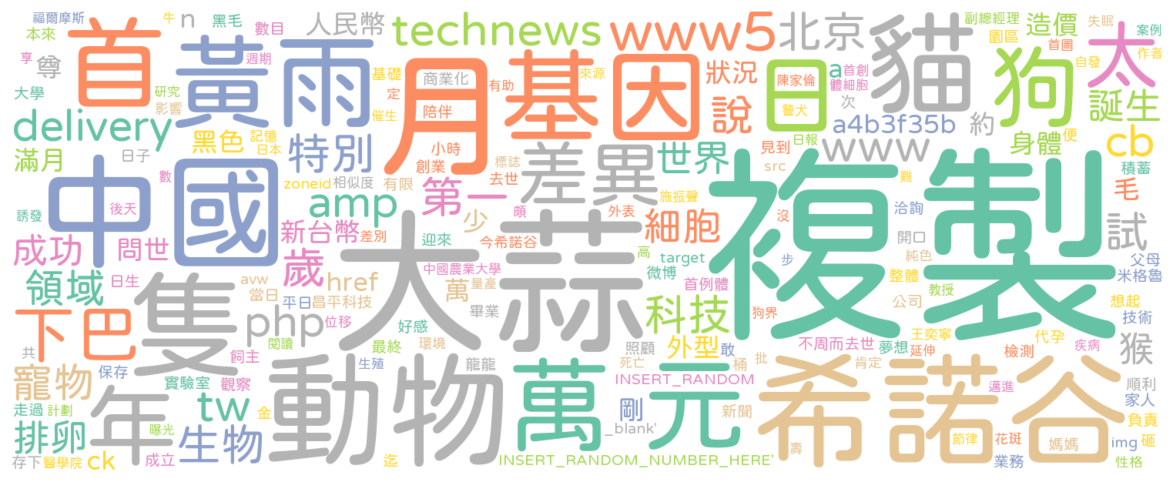 福爾摩斯
牛
n
黑毛
人民幣
technews
www5
北京
副總經理
造價
失眠
本來
首
數目
園區
首圖
太
案例
享
週期
尊
黃
雨
月
基因
日
貓
狗
自發
作者
商業化
來源
狀況
陳家倫
a
首創
體細胞
大學
研究
基礎
有助
誕生
影響
定
陪伴
說
警犬
次
delivery
催生
a4b3f35b
約
身體
便
cb
黑色
記憶
日本
小時
日報
見到
www
滿月
日子
特別
創業
標誌
世界
src
積蓄
中國
數
zoneid
相似度
有限
去世
差異
施振聲
難
毛
誘發
後天
amp
第一
少
頗
外表
細胞
沒
洽詢
試
成功
問世
新台幣
差別
迎來
今希諾谷
高
開口
複製
純色
父母
領域
日生
avw
歲
href
萬
中國農業大學
量產
target
微博
首例體
步
整體
米格魯
隻
當日
平日
昌平科技
大蒜
教授
想起
下巴
php
位移
好感
畢業
科技
狗界
公司
技術
共
閱讀
最終
環境
外型
敢
不周而去世
王奕寧
代孕
猴
飼主
照顧
夢想
延伸
檢測
疾病
寵物
保存
實驗室
觀察
生殖
龍龍
死亡
桶
批
肯定
順利
動物
萬元
INSERT_RANDOM
希諾谷
邁進
家人
走過
計劃
年
tw
金
剛
新聞
負責
排卵
曝光
生物
_blank'
壽
節律
花斑
媽媽
img
砸
存下
醫學院
ck
成立
迄
INSERT_RANDOM_NUMBER_HERE'
業務
性格